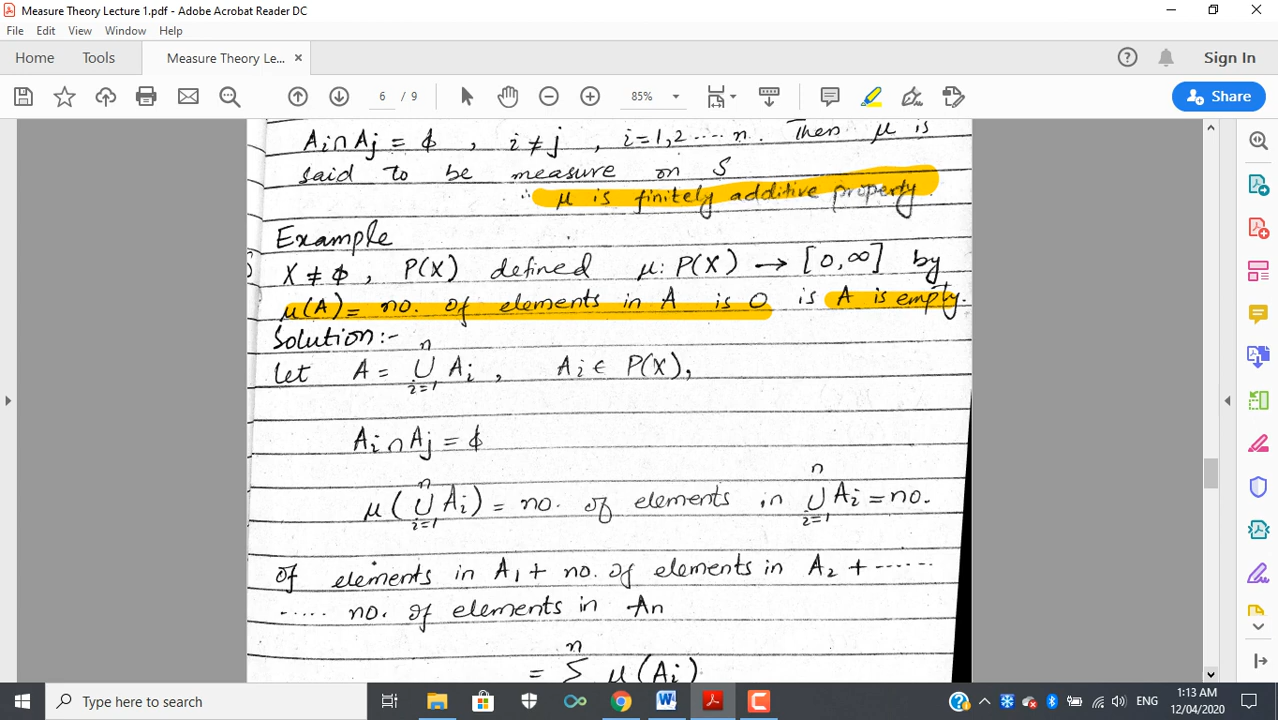 Measure Theory Lecture 1.pdf - Adobe Acrobat Reader DC
File Edit View Window Help
Home Tools Measure Theory Le... × Sign In
6 / 9 85% Share
Ai∩Aj = ϕ , i ≠ j , i=1,2 ..... n. Then μ is
said to be measure on S
∴ μ is finitely additive property.
Example
X ≠ ϕ, P(X) defined μ: P(X) → [0,∞] by
μ(A)= no. of elements in A is 0 is A is empty.
Solution:-
Let A = ⋃_{i=1}^{n} Ai, Ai ∈ P(X),
Ai∩Aj = ϕ
μ(⋃_{i=1}^{n} Ai) = no. of elements in ⋃_{i=1}^{n} Ai = no.
of elements in A1 + no. of elements in A2 + ......
..... no. of elements in An
= ∑^{n} μ(Ai)
Type here to search
ENG
1:13 AM
12/04/2020